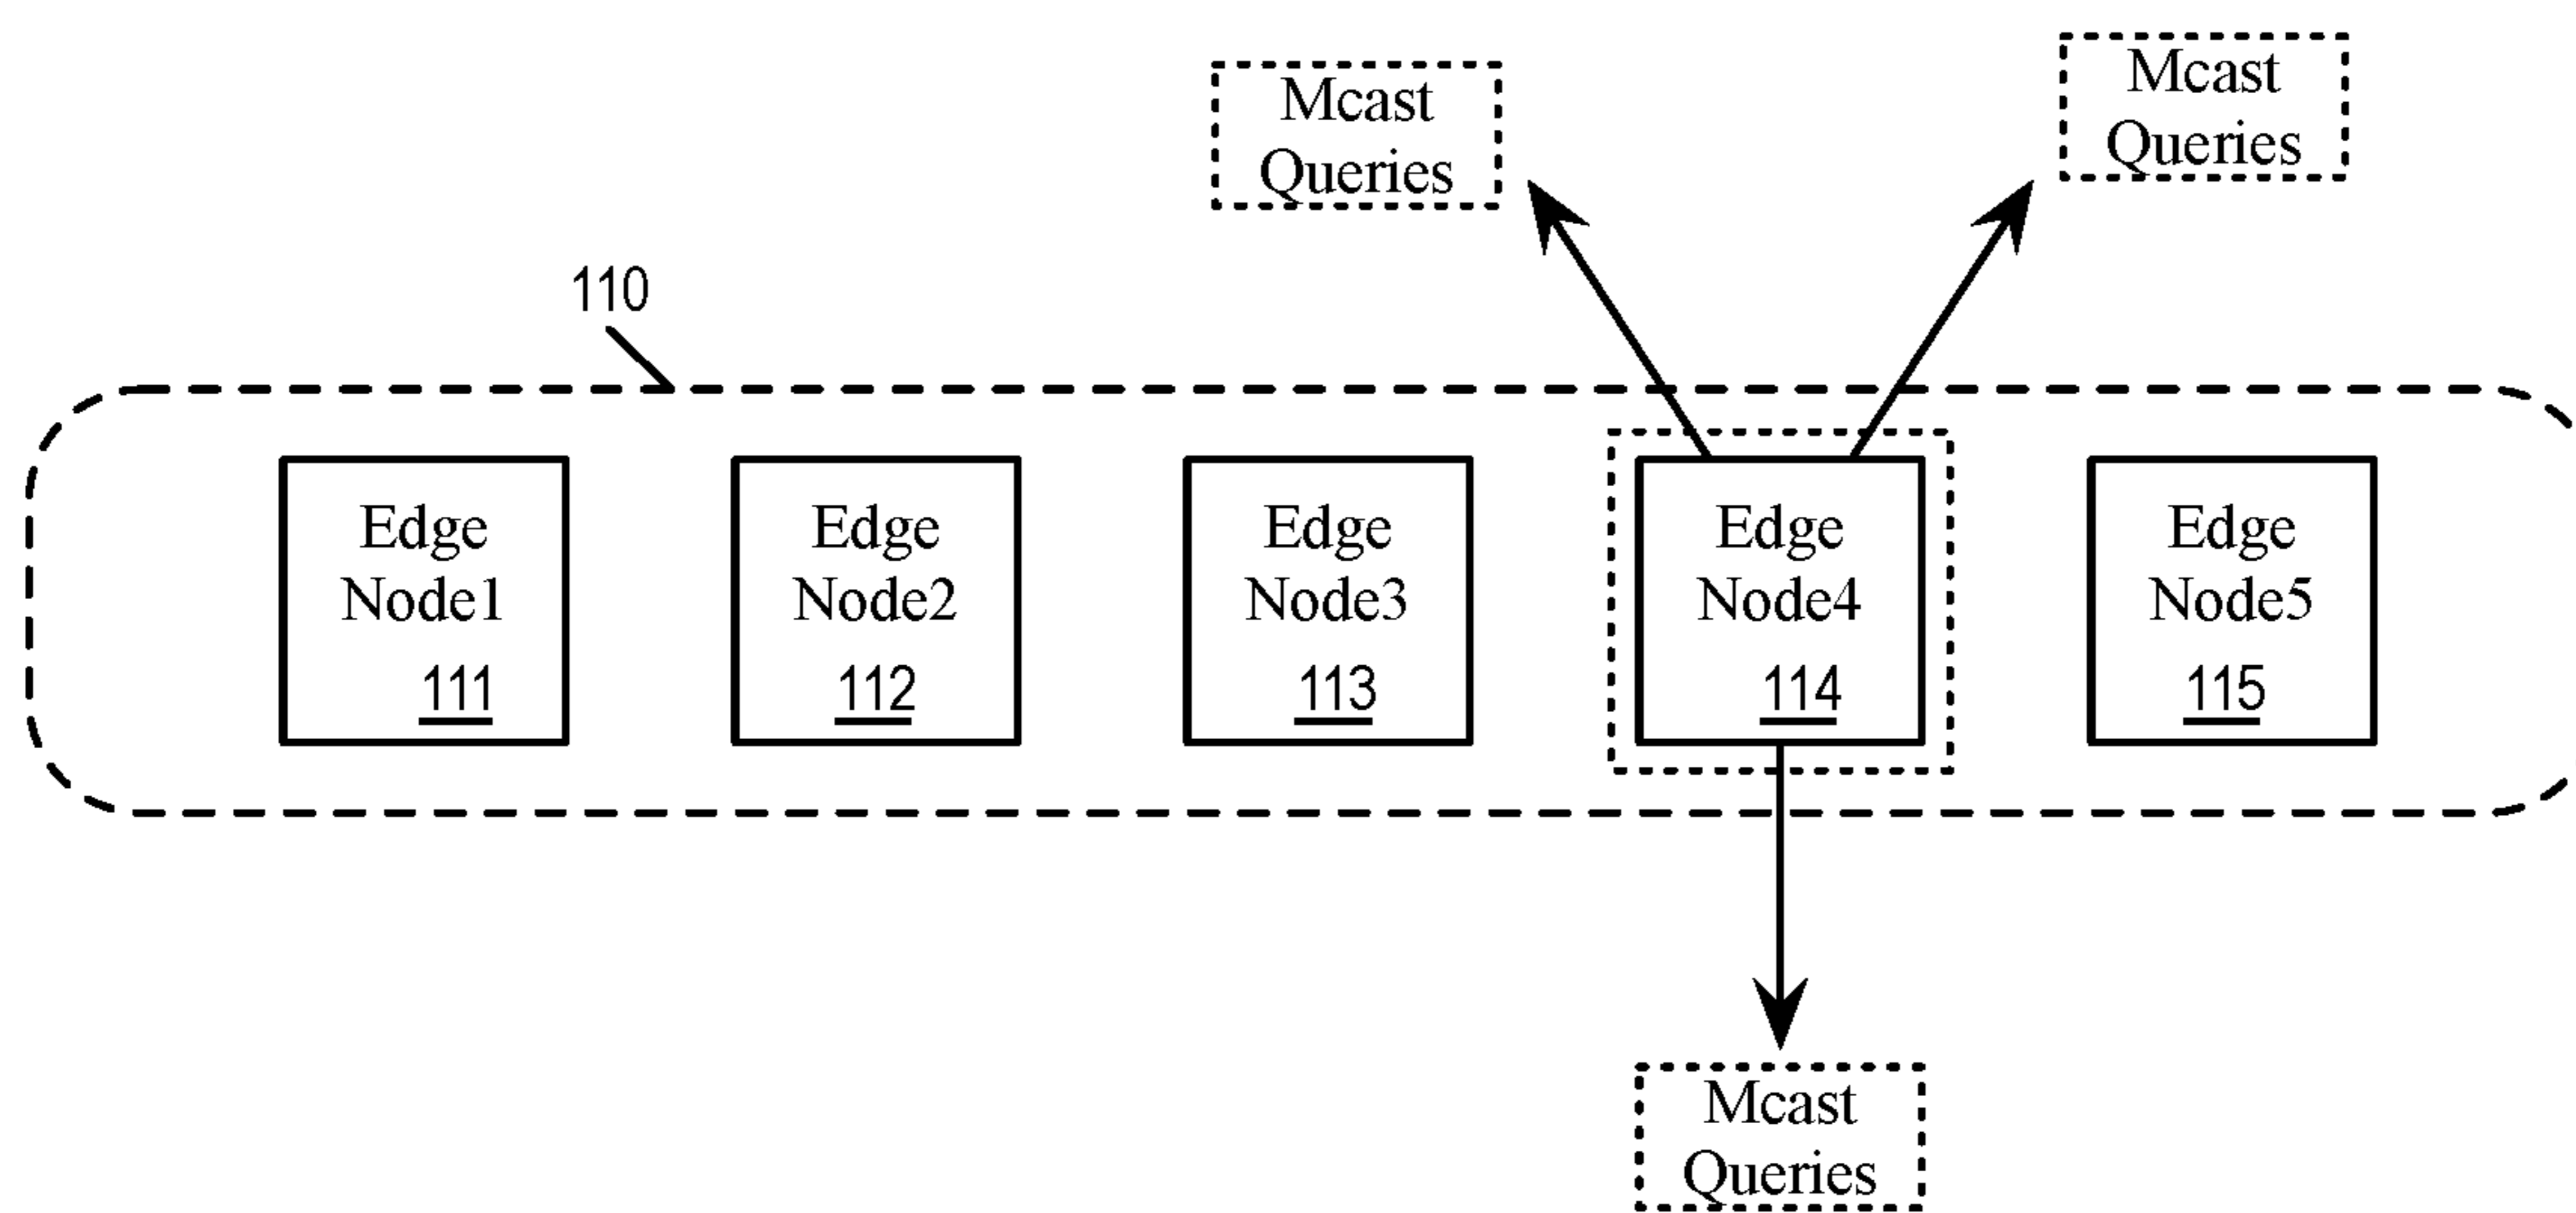 Mcast
Queries
Mcast
Queries
110
Edge
Node1
111
Edge
Node2
112
Edge
Node3
113
Edge
Node4
114
Edge
Node5
115
Mcast
Queries